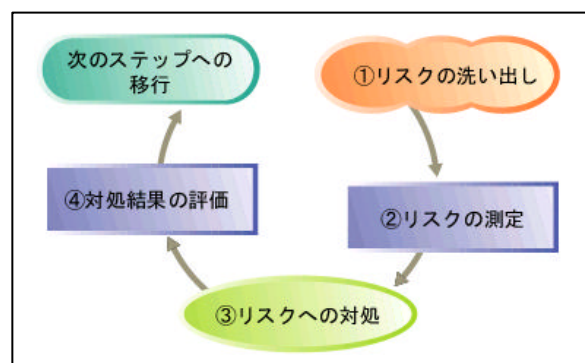 ①リスクの洗い出し
②リスクの測定
③リスクへの対処
④対処結果の評価
次のステップへの
移行